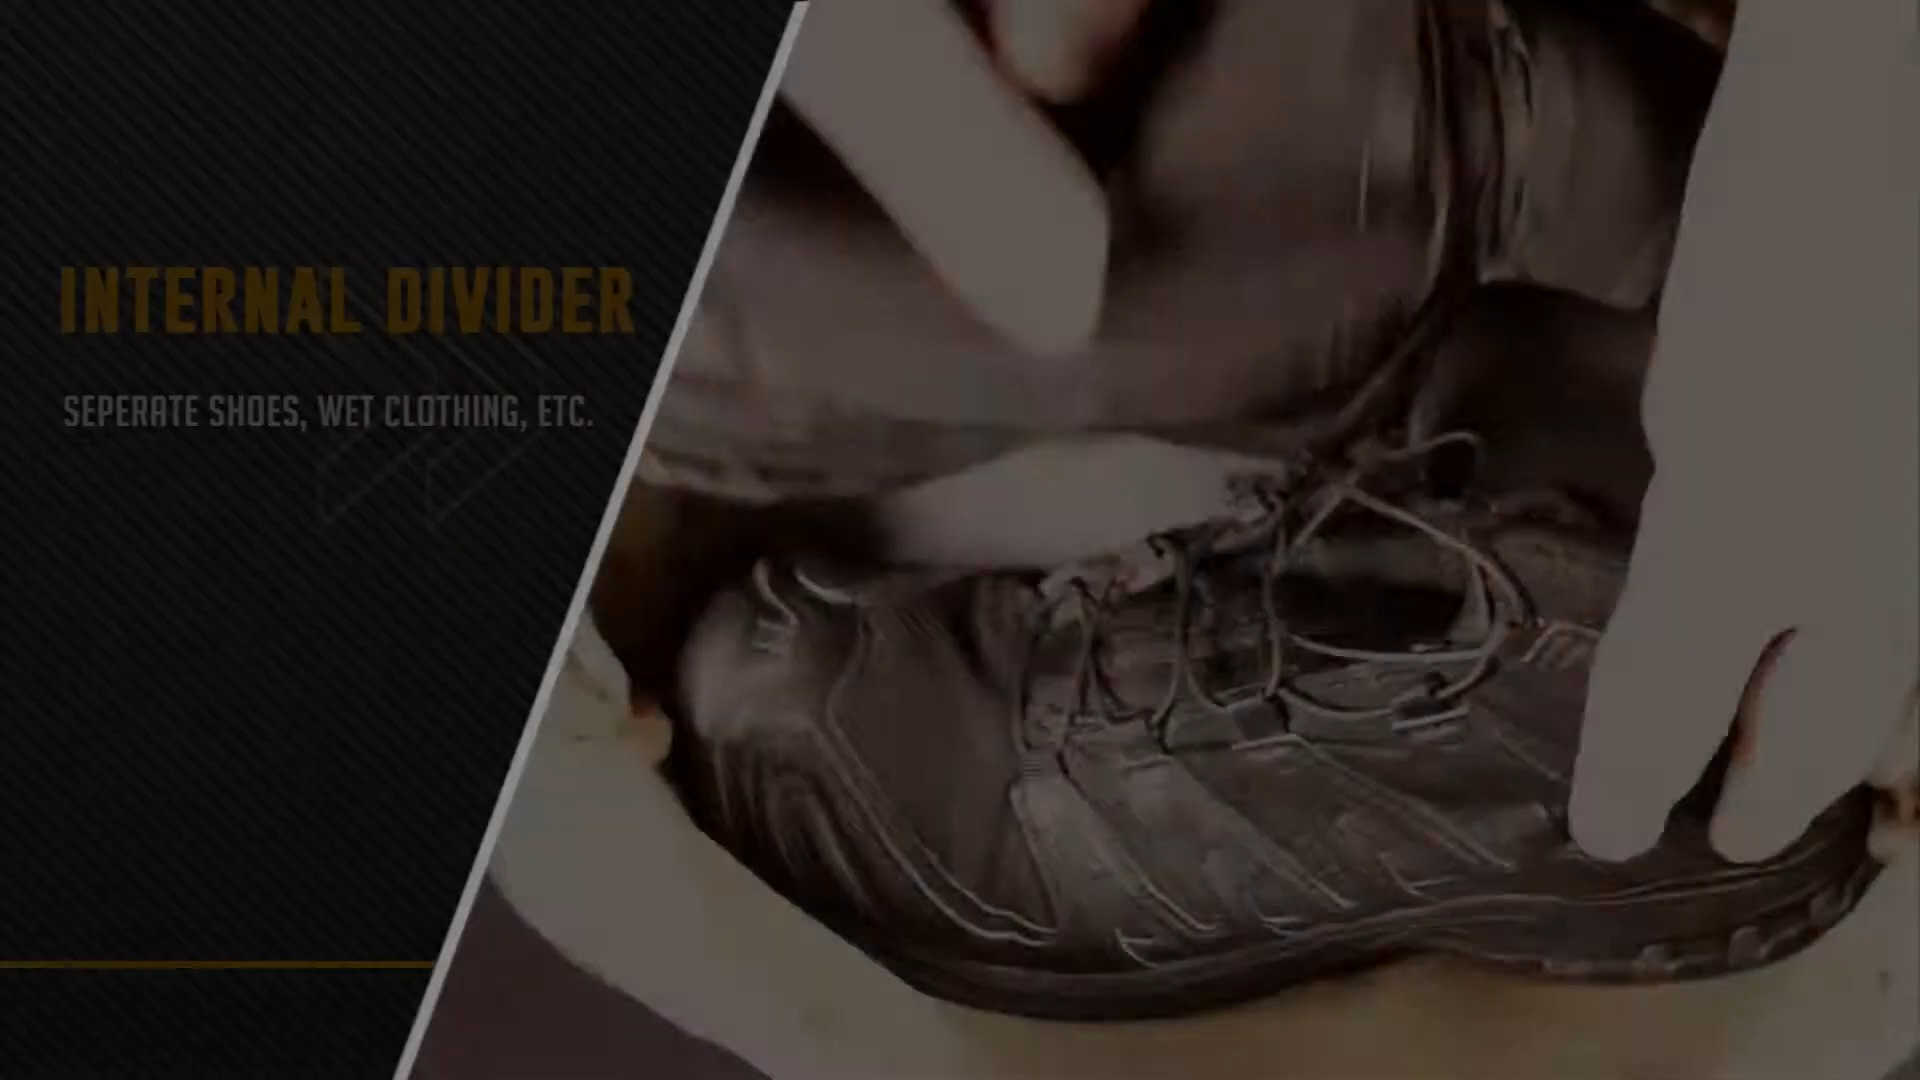 INTERNAL DIVIDER
SEPERATE SHOES, WET CLOTHING, ETC.